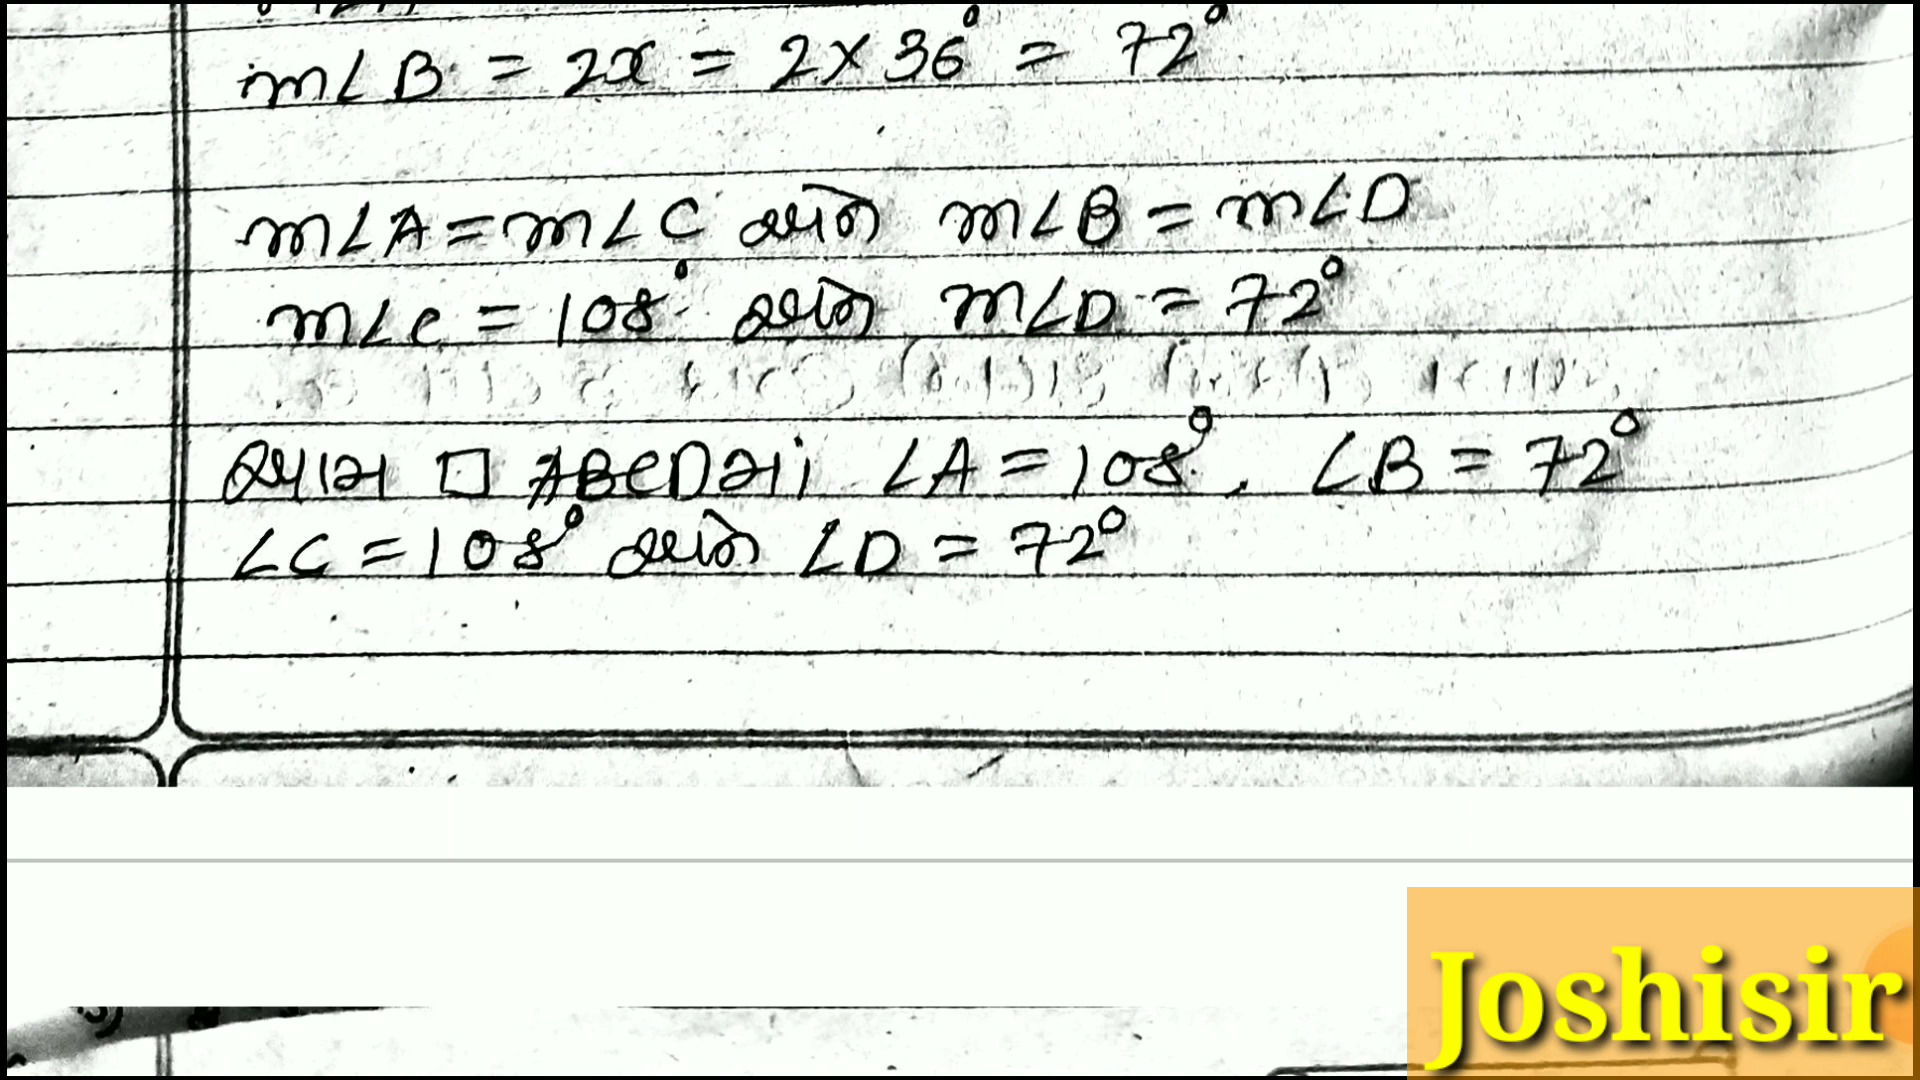 m∠B = 2x = 2×36° = 72°
m∠A = m∠C અને m∠B = m∠D
m∠C = 108° અને m∠D = 72°
આમ □ ABCDમાં ∠A = 108°, ∠B = 72°
∠C = 108° અને ∠D = 72°
Joshisir